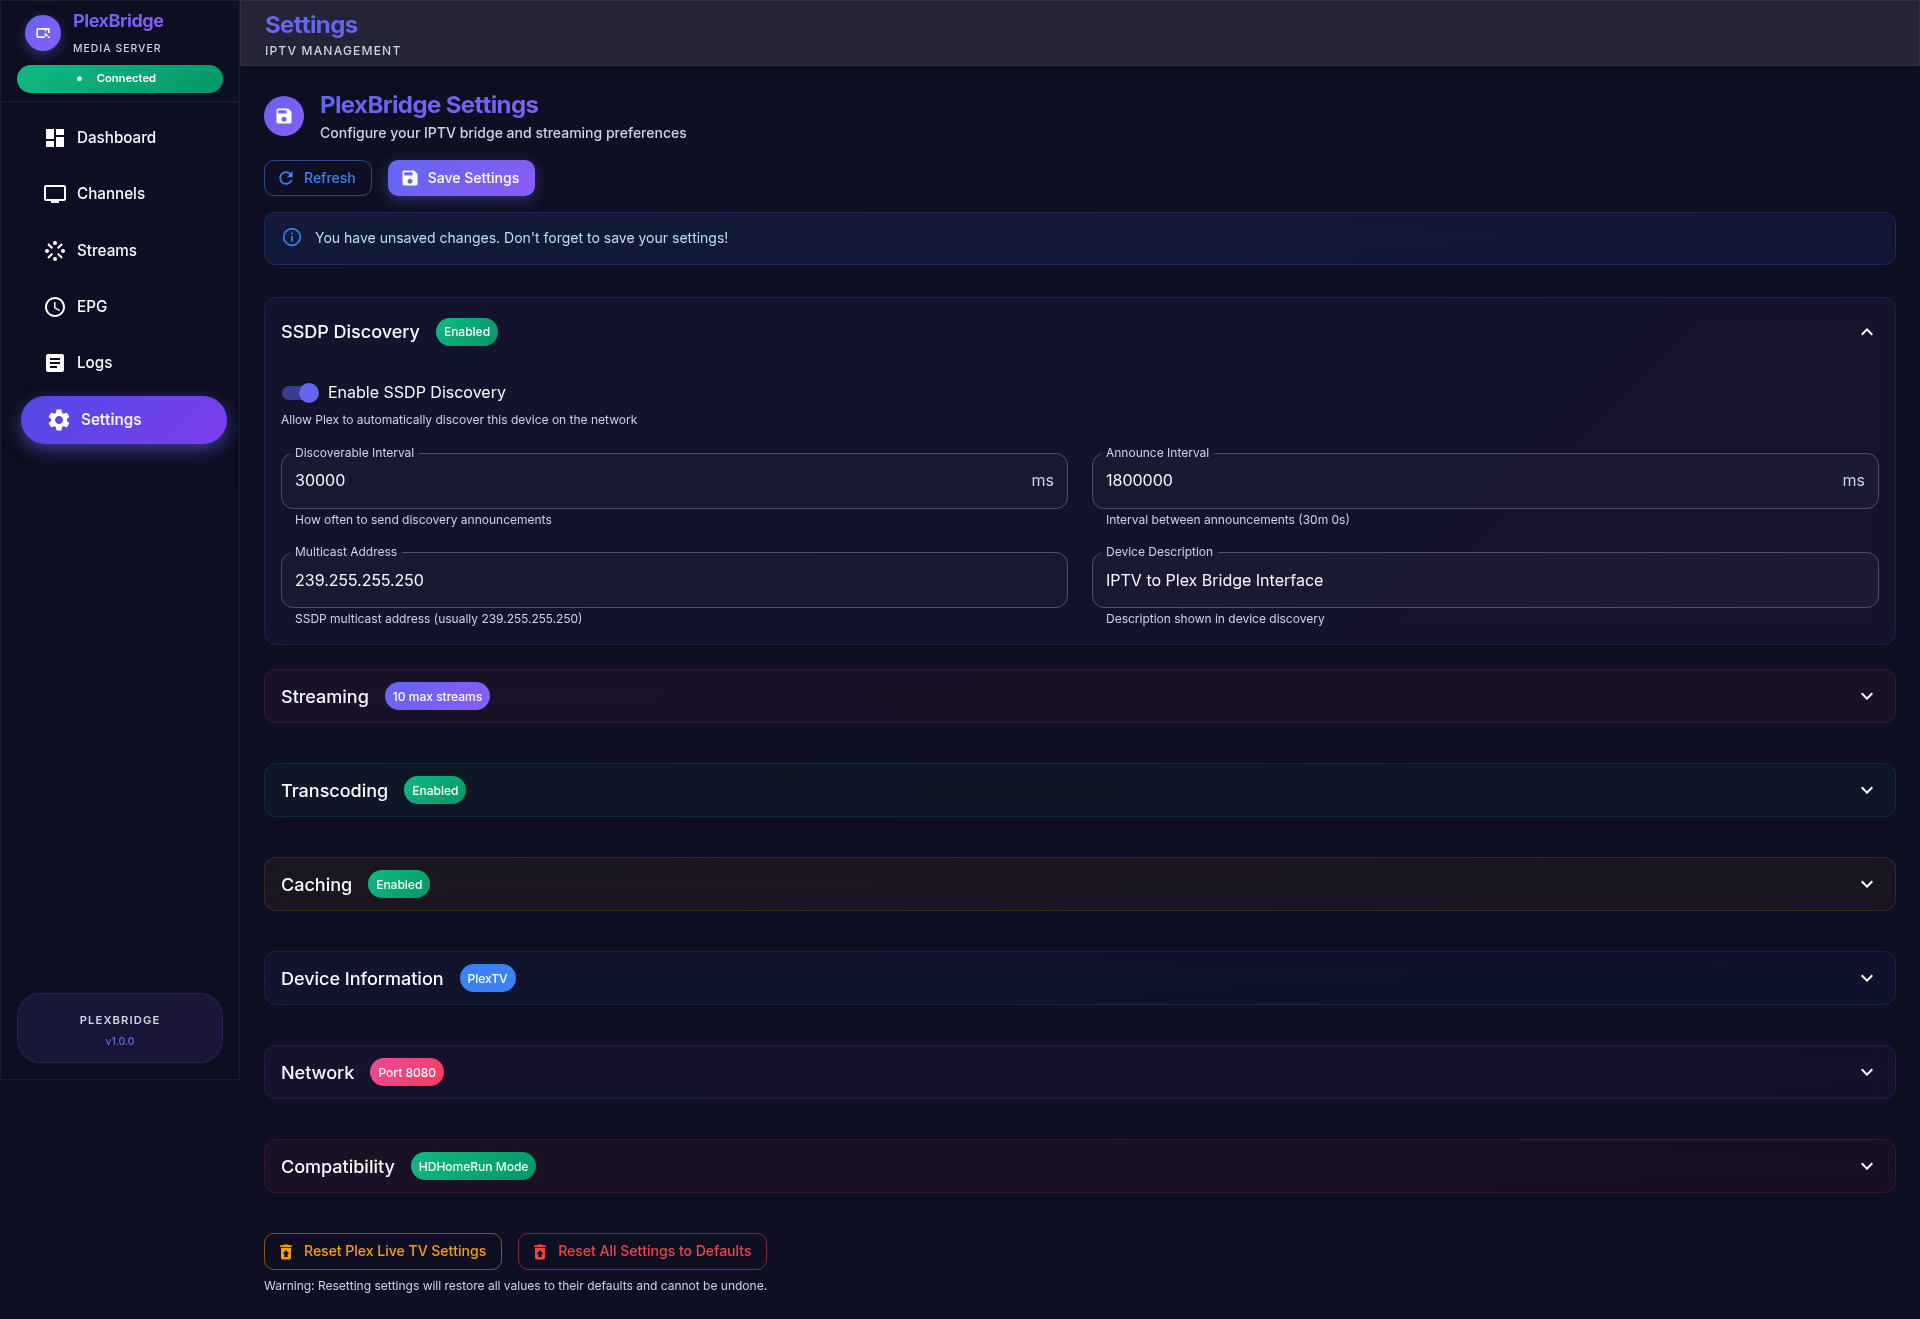 PlexBridge
MEDIA SERVER
Connected
Dashboard
Channels
Streams
EPG
Logs
Settings
PLEXBRIDGE
v1.0.0
Settings
IPTV MANAGEMENT
PlexBridge Settings
Configure your IPTV bridge and streaming preferences
Refresh
Save Settings
You have unsaved changes. Don't forget to save your settings!
SSDP Discovery
Enabled
Enable SSDP Discovery
Allow Plex to automatically discover this device on the network
Discoverable Interval
30000
ms
How often to send discovery announcements
Announce Interval
1800000
ms
Interval between announcements (30m 0s)
Multicast Address
239.255.255.250
SSDP multicast address (usually 239.255.255.250)
Device Description
IPTV to Plex Bridge Interface
Description shown in device discovery
Streaming
10 max streams
Transcoding
Enabled
Caching
Enabled
Device Information
PlexTV
Network
Port 8080
Compatibility
HDHomeRun Mode
Reset Plex Live TV Settings
Reset All Settings to Defaults
Warning: Resetting settings will restore all values to their defaults and cannot be undone.